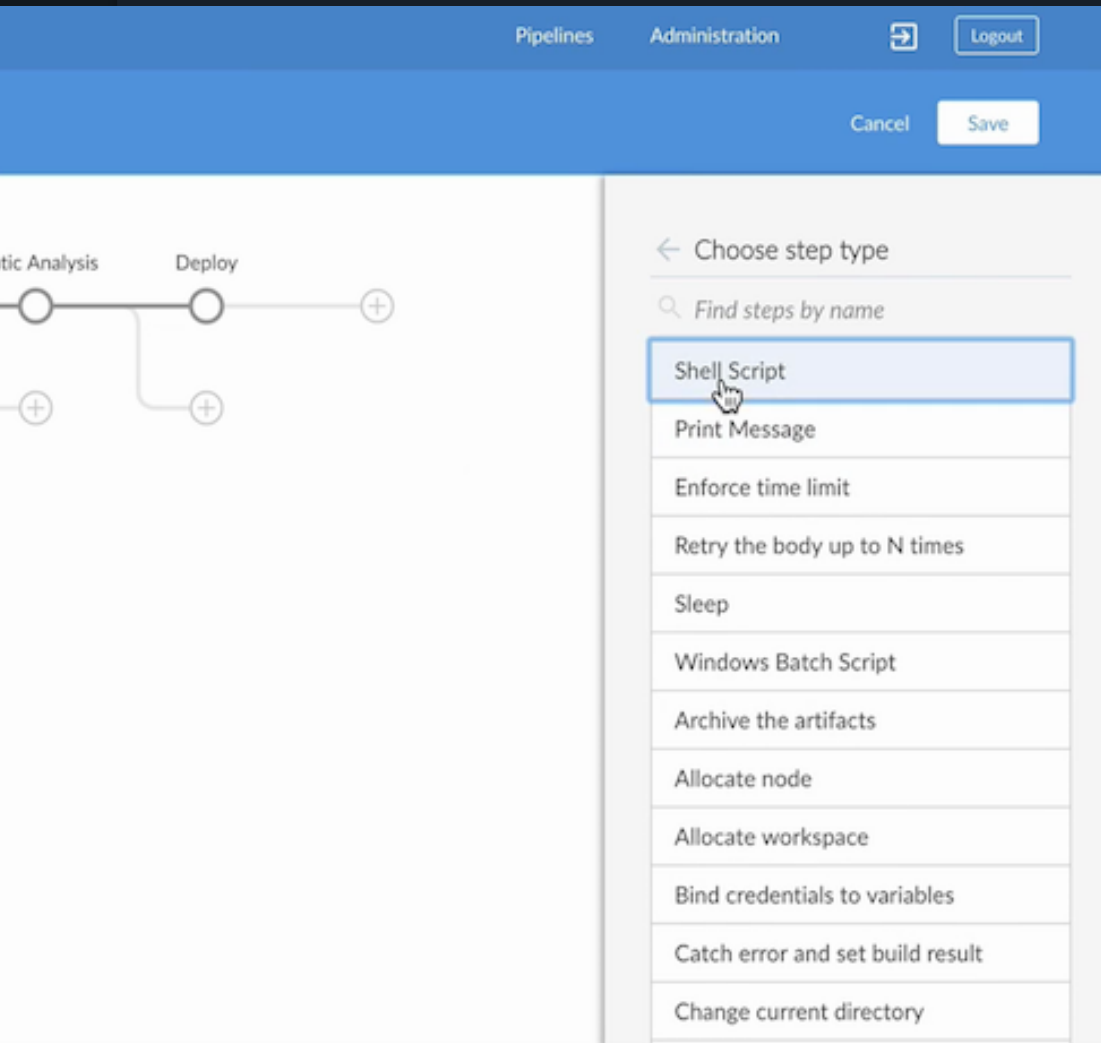 Pipelines Administration Logout
Cancel Save
Analysis Deploy
Choose step type
Find steps by name
Shell Script
Print Message
Enforce time limit
Retry the body up to N times
Sleep
Windows Batch Script
Archive the artifacts
Allocate node
Allocate workspace
Bind credentials to variables
Catch error and set build result
Change current directory